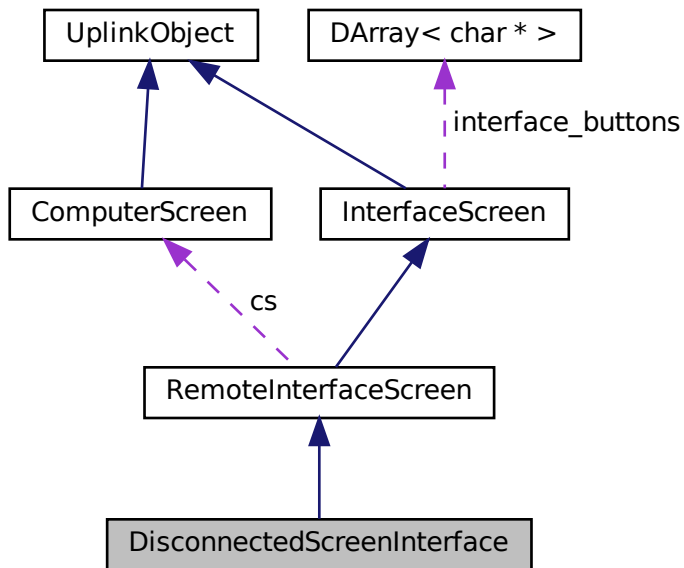 UplinkObject
DArray< char * >
interface_buttons
ComputerScreen
InterfaceScreen
cs
RemoteInterfaceScreen
DisconnectedScreenInterface